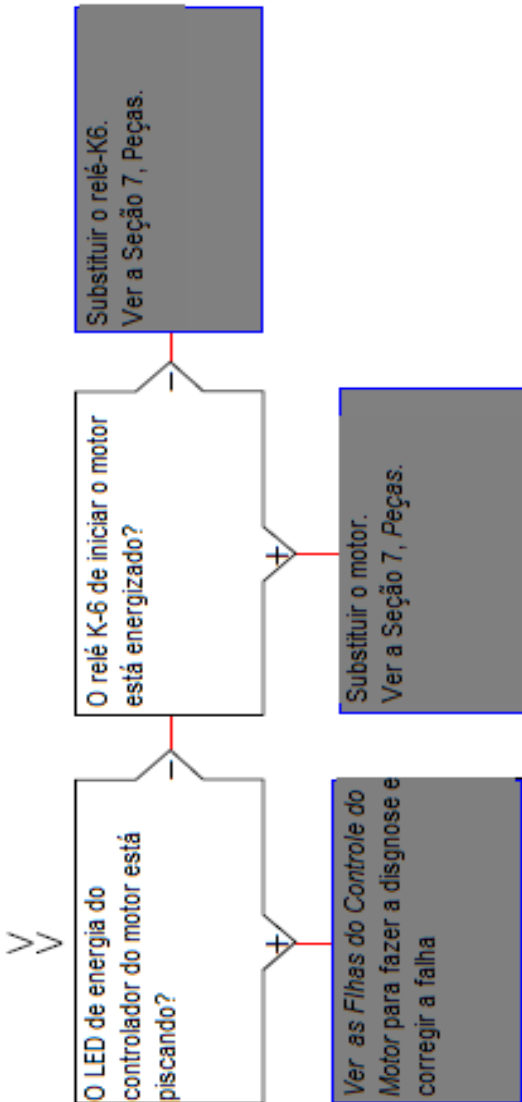 O LED de energia do
controlador do motor está
piscando?
+
-
Ver as Flhas do Controle do
Motor para fazer a disgnose e
corregir a falha
O relé K-6 de iniciar o motor
está energizado?
+
-
Substituir o motor.
Ver a Seção 7, Peças.
Substituir o relé-K6.
Ver a Seção 7, Peças.